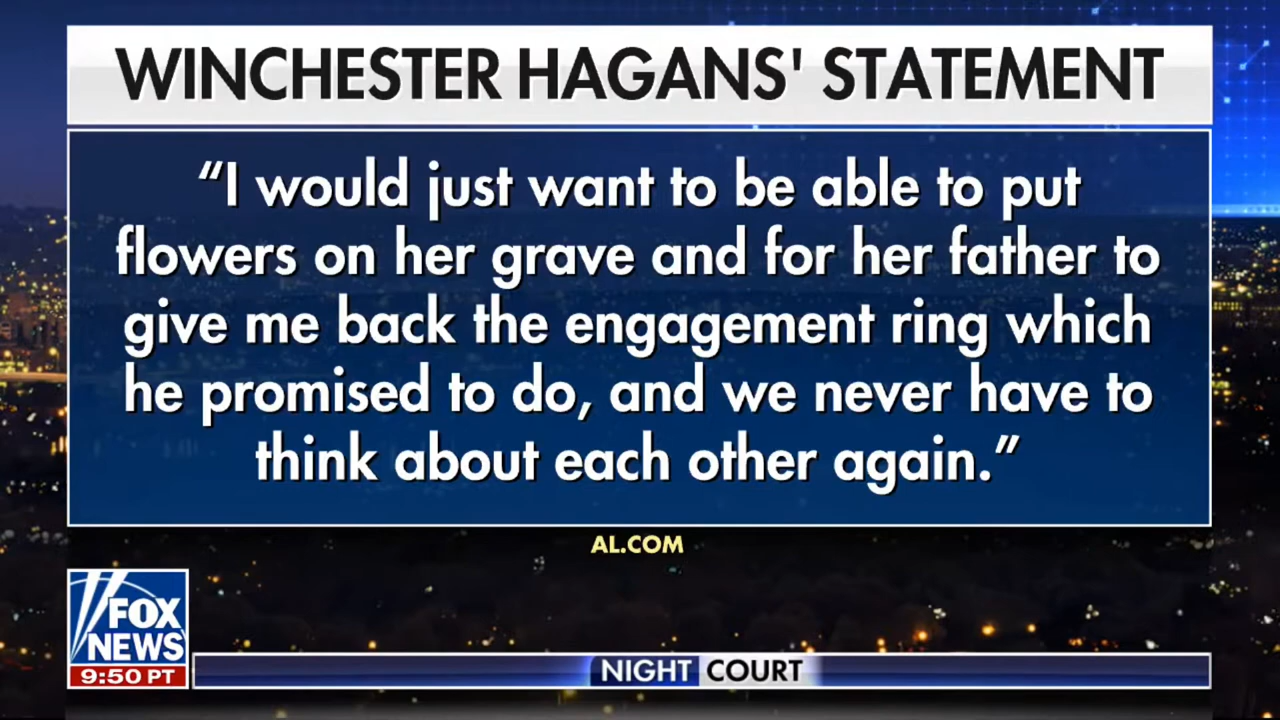 WINCHESTER HAGANS' STATEMENT
“I would just want to be able to put
flowers on her grave and for her father to
give me back the engagement ring which
he promised to do, and we never have to
think about each other again.”
AL.COM
FOX
NEWS
9:50 PT
NIGHT COURT